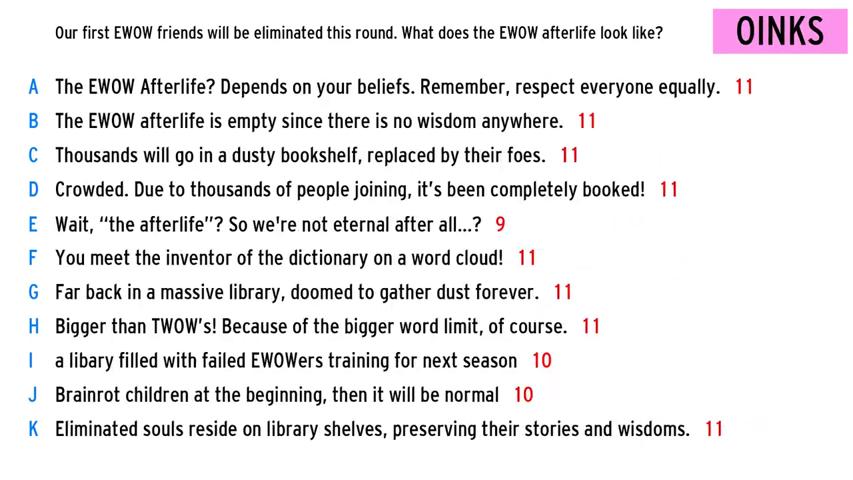 Our first EWOW friends will be eliminated this round. What does the EWOW afterlife look like?
OINKS
A The EWOW Afterlife? Depends on your beliefs. Remember, respect everyone equally. 11
B The EWOW afterlife is empty since there is no wisdom anywhere. 11
C Thousands will go in a dusty bookshelf, replaced by their foes. 11
D Crowded. Due to thousands of people joining, it's been completely booked! 11
E Wait, “the afterlife”? So we're not eternal after all...? 9
F You meet the inventor of the dictionary on a word cloud! 11
G Far back in a massive library, doomed to gather dust forever. 11
H Bigger than TWOW's! Because of the bigger word limit, of course. 11
I a libary filled with failed EWOWers training for next season 10
J Brainrot children at the beginning, then it will be normal 10
K Eliminated souls reside on library shelves, preserving their stories and wisdoms. 11